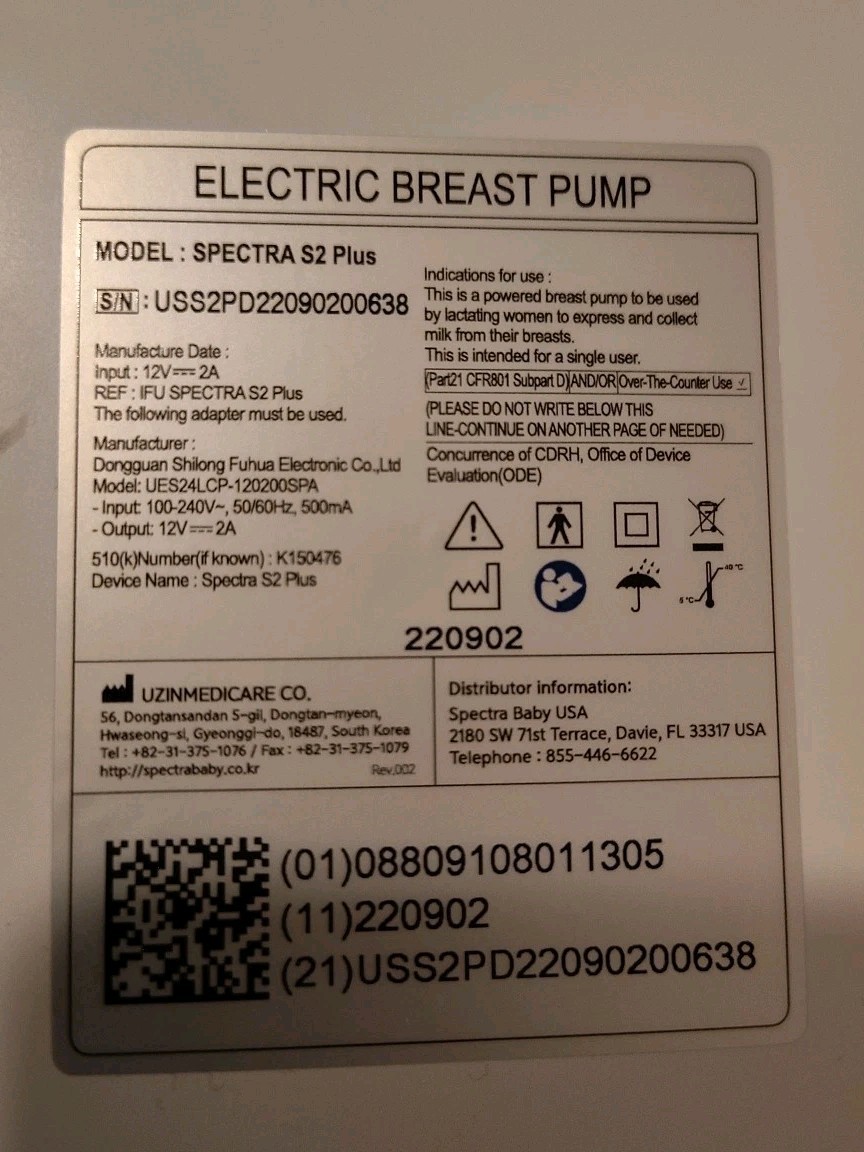 ELECTRIC BREAST PUMP
MODEL : SPECTRA S2 Plus
S/N : USS2PD22090200638
Manufacture Date :
Input : 12V⎓2A
REF : IFU SPECTRA S2 Plus
The following adapter must be used.
Manufacturer :
Dongguan Shilong Fuhua Electronic Co.,Ltd
Model: UES24LCP-120200SPA
- Input: 100-240V~, 50/60Hz, 500mA
- Output: 12V⎓2A
510(k)Number(if known) : K150476
Device Name : Spectra S2 Plus
Indications for use :
This is a powered breast pump to be used
by lactating women to express and collect
milk from their breasts.
This is intended for a single user.
(Part21 CFR801 Subpart D) AND/OR Over-The-Counter Use ✓
(PLEASE DO NOT WRITE BELOW THIS
LINE-CONTINUE ON ANOTHER PAGE OF NEEDED)
Concurrence of CDRH, Office of Device
Evaluation(ODE)
40 °C
5 °C
220902
UZINMEDICARE CO.
56, Dongtansandan 5-gil, Dongtan-myeon,
Hwaseong-si, Gyeonggi-do, 18487, South Korea
Tel : +82-31-375-1076 / Fax : +82-31-375-1079
http://spectrababy.co.kr
Rev.002
Distributor information:
Spectra Baby USA
2180 SW 71st Terrace, Davie, FL 33317 USA
Telephone : 855-446-6622
(01)08809108011305
(11)220902
(21)USS2PD22090200638